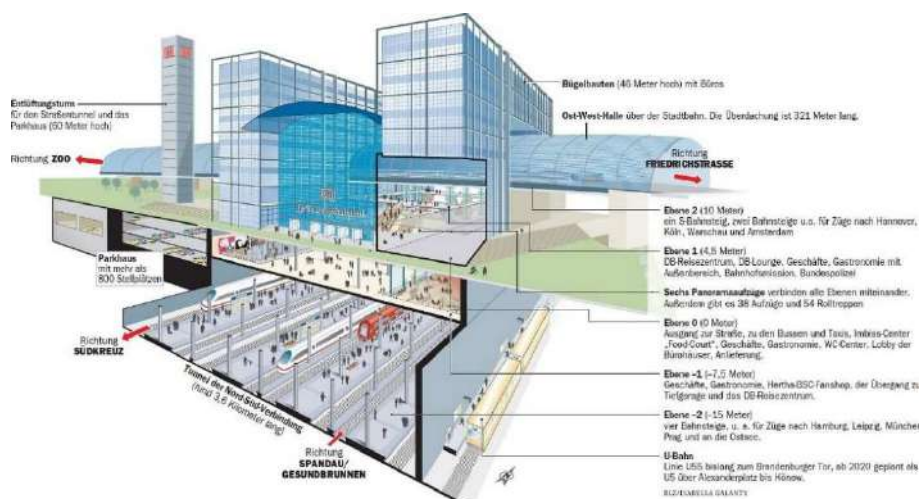 Entlüftungsturm
für den Straßentunnel und das
Parkhaus (60 Meter hoch)
Richtung ZOO
Bügelbauten (46 Meter hoch) mit Büros
Ost-West-Halle über der Stadtbahn. Die Überdachung ist 321 Meter lang.
Richtung
FRIEDRICHSTRASSE
Ebene 2 (10 Meter)
ein S-Bahnsteig, zwei Bahnsteige u.a. für Züge nach Hannover,
Köln, Warschau und Amsterdam
Ebene 1 (4,5 Meter)
DB-Reisezentrum, DB-Lounge, Geschäfte, Gastronomie mit
Außenbereich, Bahnhofsmission, Bundespolizei
Sechs Panoramaaufzüge verbinden alle Ebenen miteinander.
Außerdem gibt es 38 Aufzüge und 54 Rolltreppen
Ebene 0 (0 Meter)
Ausgang zur Straße, zu den Bussen und Taxis, Imbiss-Center
„Food-Court“, Geschäfte, Gastronomie, WC-Center, Lobby der
Bürohäuser, Anlieferung.
Ebene -1 (-7,5 Meter)
Geschäfte, Gastronomie, Hertha-BSC-Fanshop, der Übergang zu
Tiefgarage und das DB-Reisezentrum.
Ebene -2 (-15 Meter)
vier Bahnsteige, u. a. für Züge nach Hamburg, Leipzig, München
Prag und an die Ostsee.
U-Bahn
Linie U55 bislang zum Brandenburger Tor, ab 2020 geplant als
U5 über Alexanderplatz bis Hönow.
BLZ/ISABELLA GALANTY
Parkhaus
mit mehr als
800 Stellplätzen
Richtung
SÜDKREUZ
Tunnel der Nord-Süd-Verbindung
(rund 3,6 Kilometer lang)
Richtung
SPANDAU/
GESUNDBRUNNEN